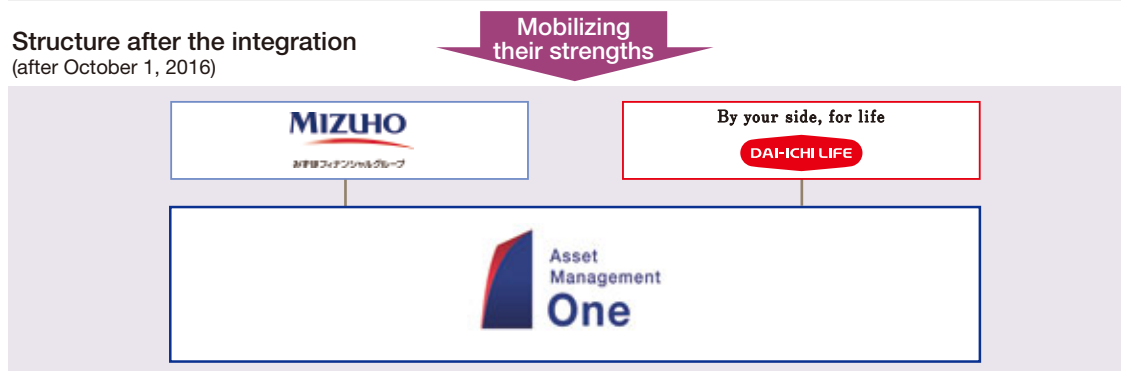 Mobilizing
their strengths
Structure after the integration
(after October 1, 2016)
MIZUHO
みずほフィナンシャルグループ
By your side, for life
DAI-ICHI LIFE
Asset
Management
One